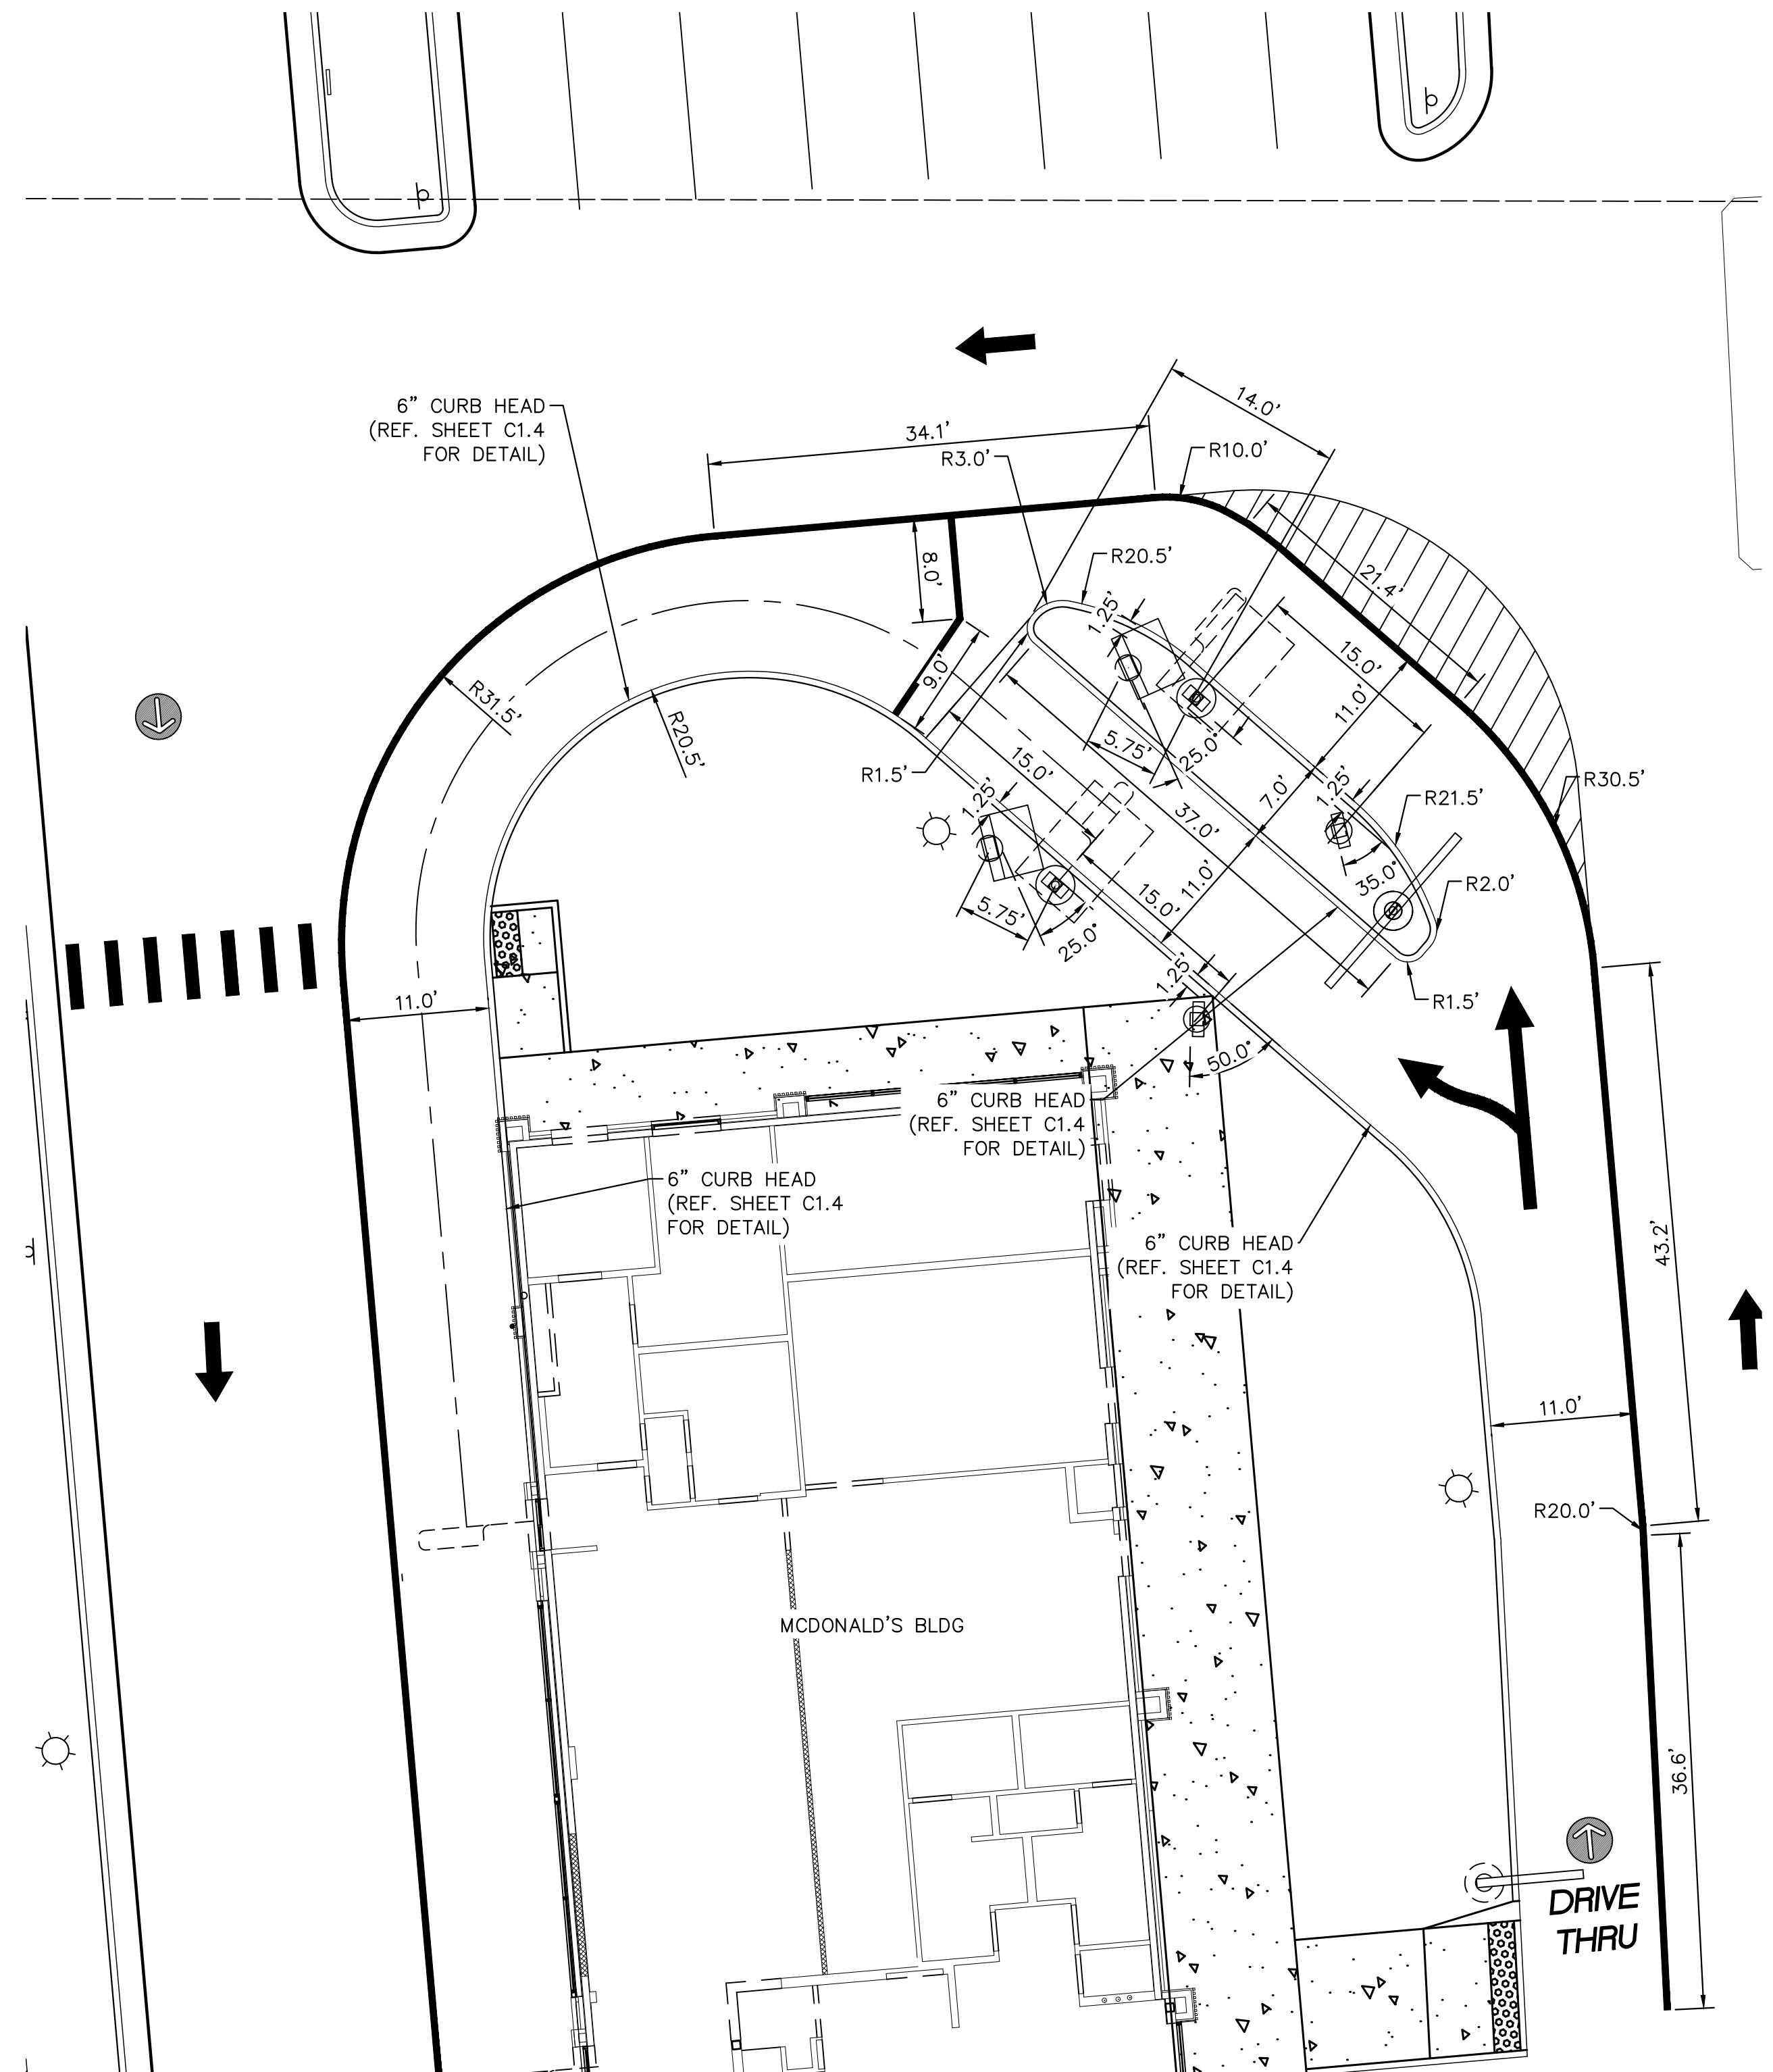 14.0'
6" CURB HEAD
(REF. SHEET C1.4
FOR DETAIL)
34.1'
R3.0'
R10.0'
R20.5'
8.0'
21.4'
1.25'
15.0'
9.0'
R31.5'
R20.5'
11.0'
5.75'
25.0°
R1.5'
15.0'
1.25'
7.0'
1.25'
R30.5'
R21.5'
37.0'
35.0°
R2.0'
15.0'
11.0'
5.75'
25.0°
1.25'
R1.5'
11.0'
50.0°
6" CURB HEAD
(REF. SHEET C1.4
FOR DETAIL)
6" CURB HEAD
(REF. SHEET C1.4
FOR DETAIL)
6" CURB HEAD
(REF. SHEET C1.4
FOR DETAIL)
43.2'
11.0'
R20.0'
MCDONALD'S BLDG
36.6'
DRIVE
THRU